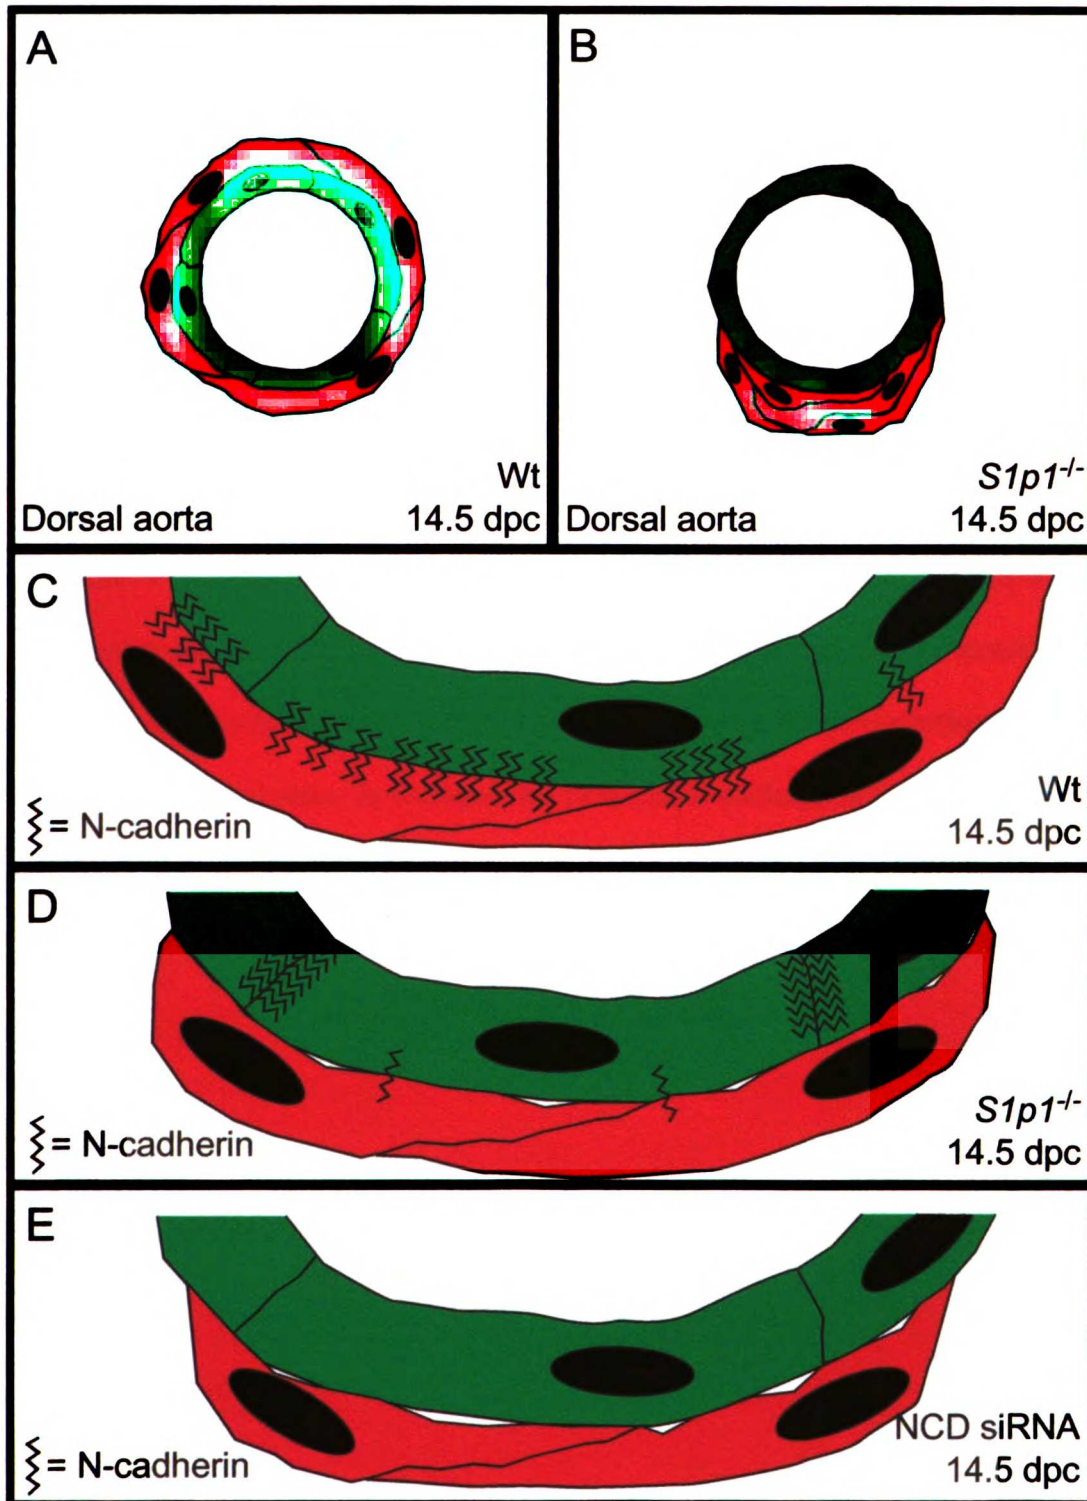 A
Wt
Dorsal aorta 14.5 dpc
B
S1p1-/-
Dorsal aorta 14.5 dpc
C
Wt
= N-cadherin 14.5 dpc
D
S1p1-/-
= N-cadherin 14.5 dpc
E
NCD siRNA
= N-cadherin 14.5 dpc